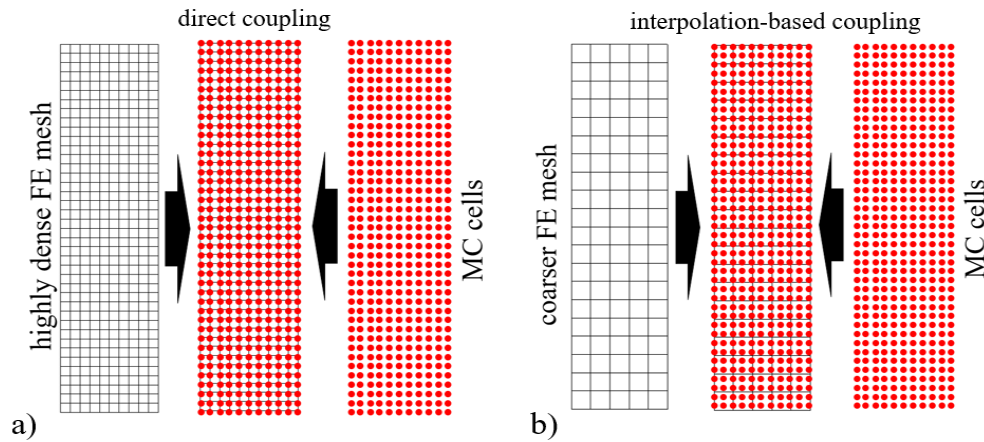 direct coupling
highly dense FE mesh
MC cells
a)
interpolation-based coupling
coarser FE mesh
MC cells
b)